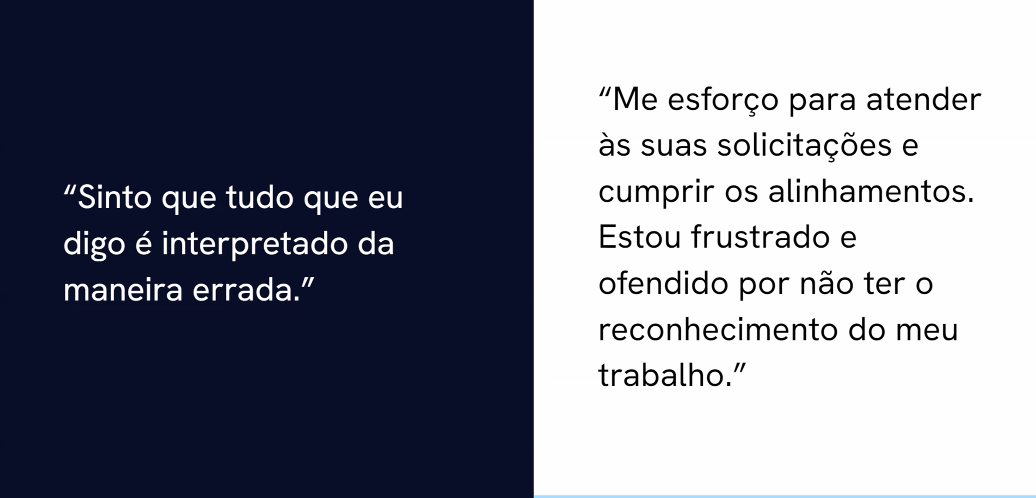 “Sinto que tudo que eu
digo é interpretado da
maneira errada.”
“Me esforço para atender
às suas solicitações e
cumprir os alinhamentos.
Estou frustrado e
ofendido por não ter o
reconhecimento do meu
trabalho.”